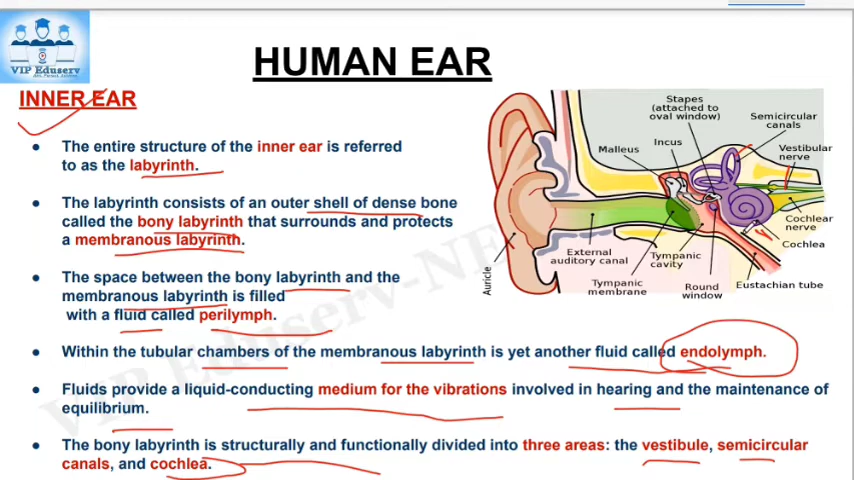 VIP Eduserv
HUMAN EAR
INNER EAR
● The entire structure of the inner ear is referred
to as the labyrinth.
● The labyrinth consists of an outer shell of dense bone
called the bony labyrinth that surrounds and protects
a membranous labyrinth.
● The space between the bony labyrinth and the
membranous labyrinth is filled
with a fluid called perilymph.
● Within the tubular chambers of the membranous labyrinth is yet another fluid called endolymph.
● Fluids provide a liquid-conducting medium for the vibrations involved in hearing and the maintenance of
equilibrium.
● The bony labyrinth is structurally and functionally divided into three areas: the vestibule, semicircular
canals, and cochlea.
Stapes
(attached to
oval window)
Semicircular
canals
Incus
Malleus
Vestibular
nerve
Cochlear
nerve
Cochlea
External
auditory canal
Tympanic
cavity
Auricle
Tympanic
membrane
Round
window
Eustachian tube
VIP Eduserv-NE